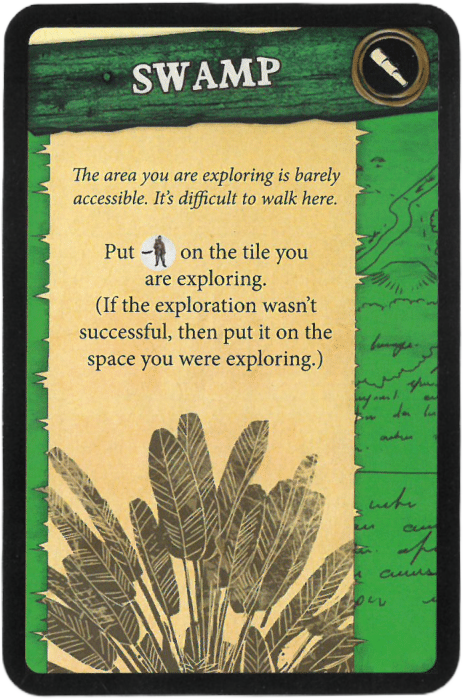 SWAMP
The area you are exploring is barely
accessible. It's difficult to walk here.
Put on the tile you
are exploring.
(If the exploration wasn't
successful, then put it on the
space you were exploring.)